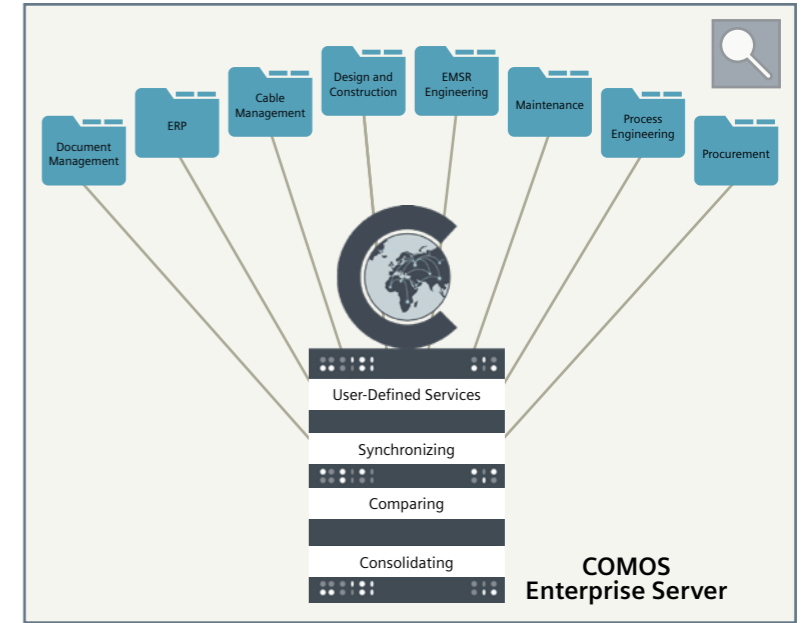 Document
Management
ERP
Cable
Management
Design and
Construction
EMSR
Engineering
Maintenance
Process
Engineering
Procurement
User-Defined Services
Synchronizing
Comparing
Consolidating
COMOS
Enterprise Server